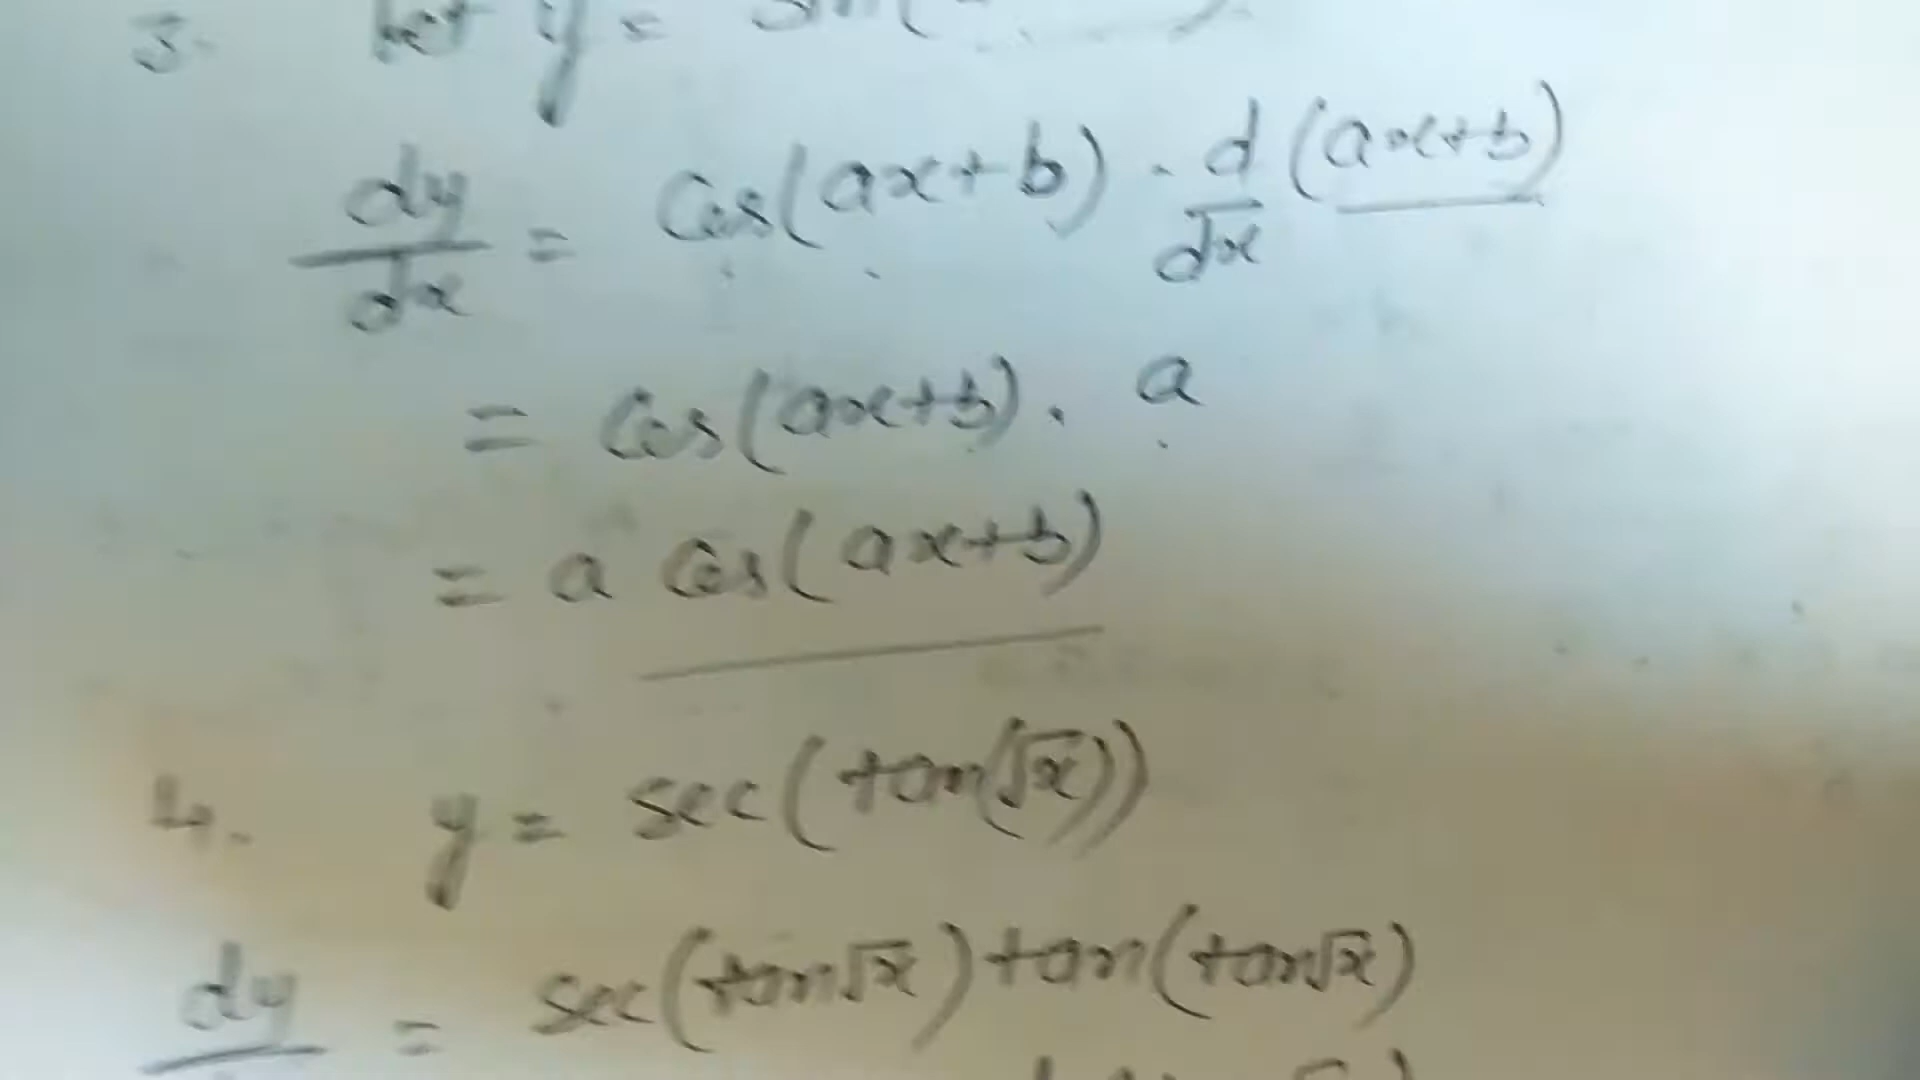 3. Let y = sin(
dy/dx = Cos(ax+b) . d/dx (ax+b)
= Cos(ax+b) . a
= a Cos(ax+b)
4. y = sec(tan(√x))
dy = sec(tan√x) tan(tan√x)